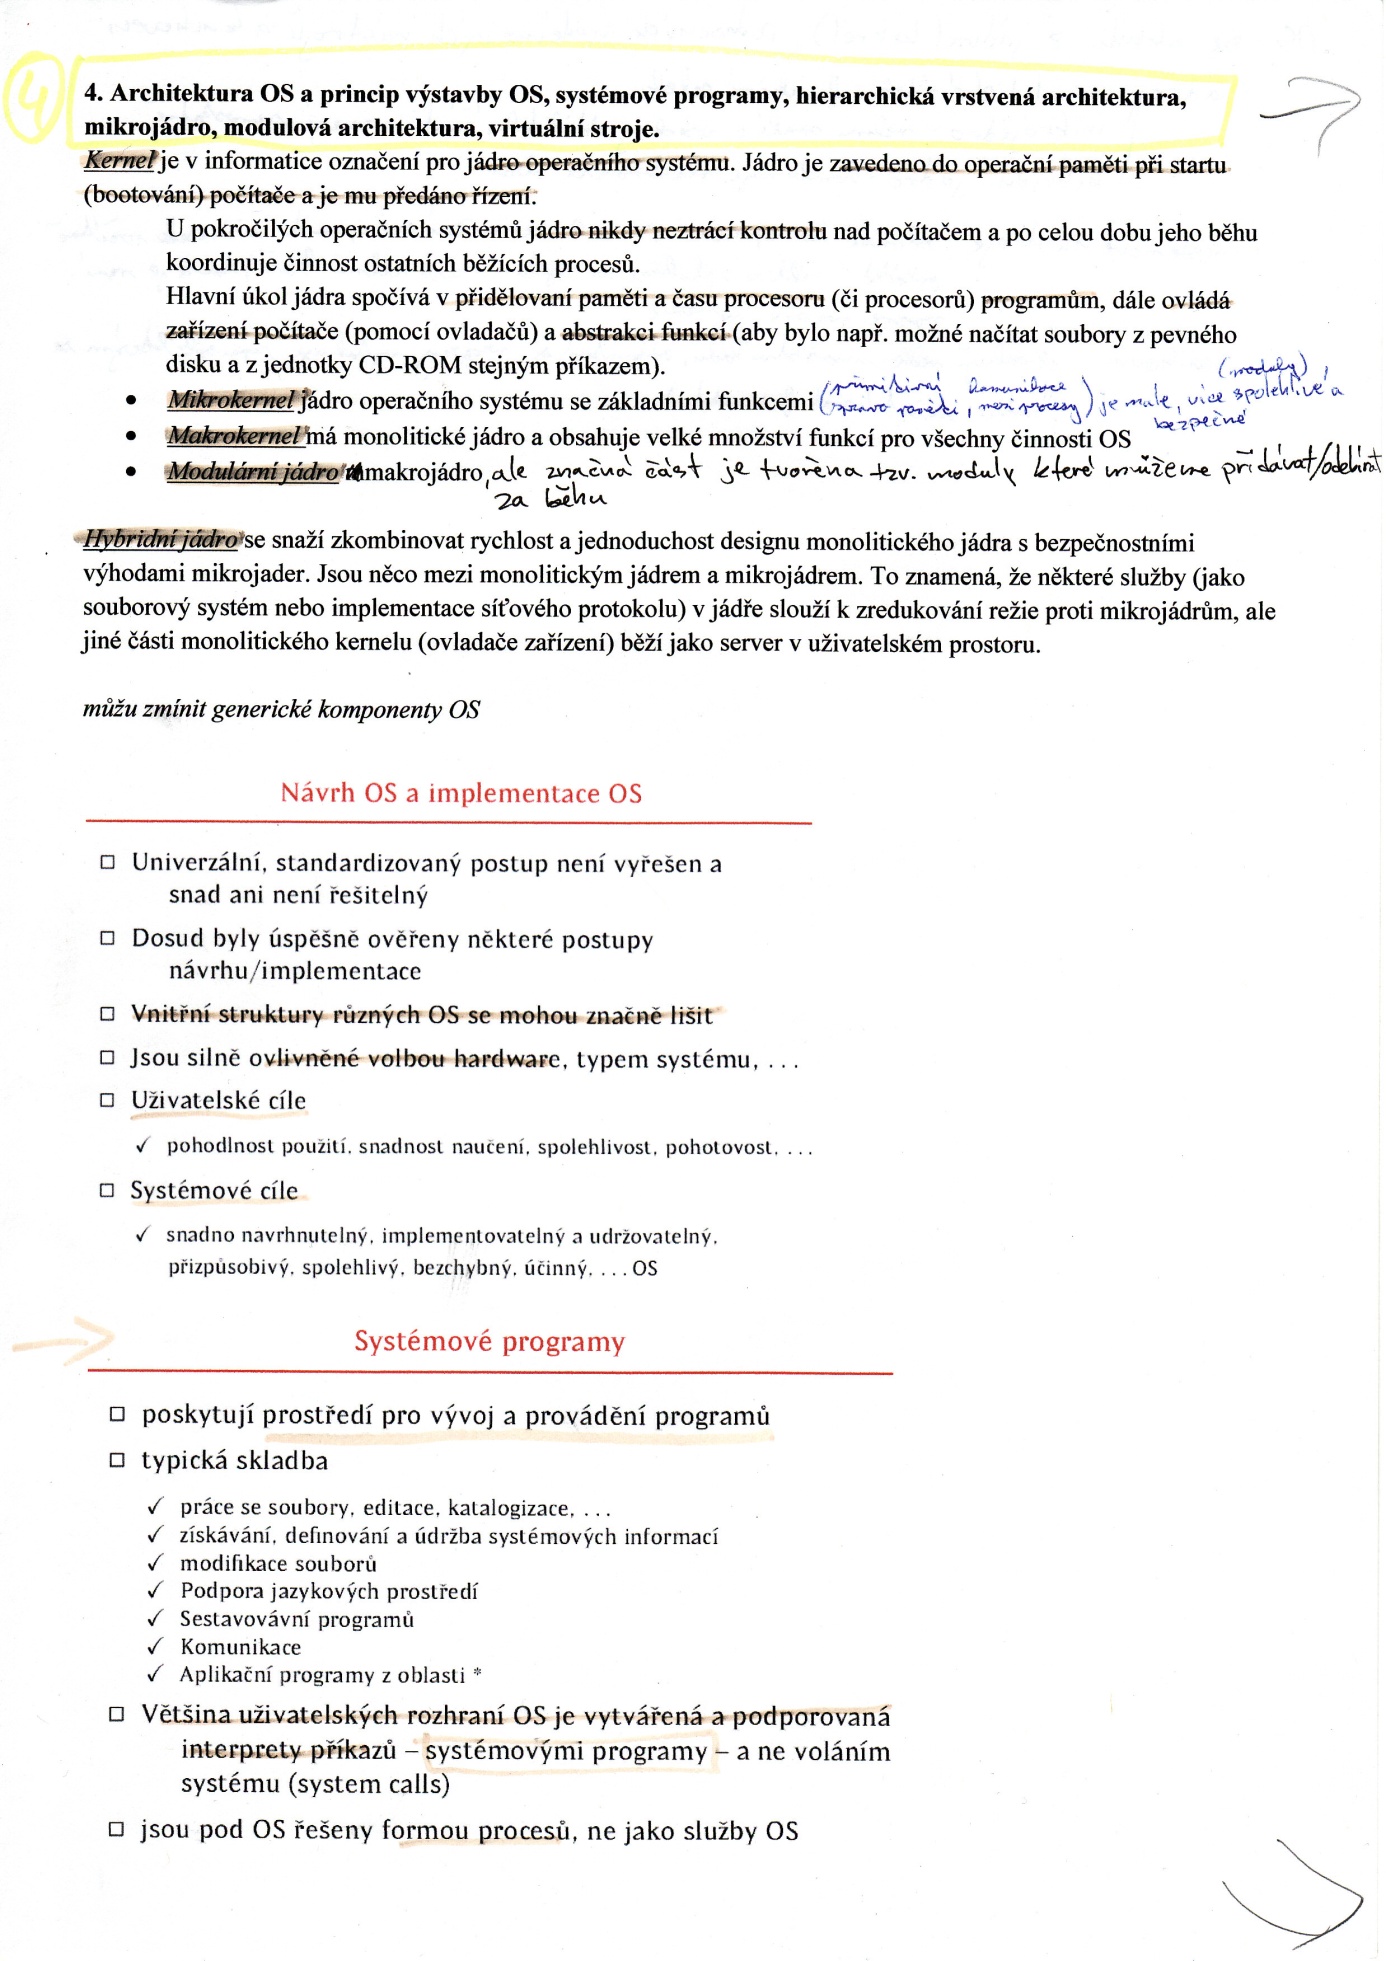 4
4. Architektura OS a princip výstavby OS, systémové programy, hierarchická vrstvená architektura,
mikrojádro, modulová architektura, virtuální stroje.
Kernel je v informatice označení pro jádro operačního systému. Jádro je zavedeno do operační paměti při startu
(bootování) počítače a je mu předáno řízení.
U pokročilých operačních systémů jádro nikdy neztrácí kontrolu nad počítačem a po celou dobu jeho běhu
koordinuje činnost ostatních běžících procesů.
Hlavní úkol jádra spočívá v přidělovaní paměti a času procesoru (či procesorů) programům, dále ovládá
zařízení počítače (pomocí ovladačů) a abstrakci funkcí (aby bylo např. možné načítat soubory z pevného
disku a z jednotky CD-ROM stejným příkazem).
(moduly),
(primitivní komunikace
• Mikrokernel jádro operačního systému se základními funkcemi paměti, mezi procesy) je malé, více spolehlivé a
bezpečné
• Makrokernel má monolitické jádro a obsahuje velké množství funkcí pro všechny činnosti OS
• Modulární jádro makrojádro, ale značná část je tvořena tzv. moduly které můžeme přidávat/odebírat
za běhu
Hybridní jádro se snaží zkombinovat rychlost a jednoduchost designu monolitického jádra s bezpečnostními
výhodami mikrojader. Jsou něco mezi monolitickým jádrem a mikrojádrem. To znamená, že některé služby (jako
souborový systém nebo implementace síťového protokolu) v jádře slouží k zredukování režie proti mikrojádrům, ale
jiné části monolitického kernelu (ovladače zařízení) běží jako server v uživatelském prostoru.
můžu zmínit generické komponenty OS
Návrh OS a implementace OS
□ Univerzální, standardizovaný postup není vyřešen a
snad ani není řešitelný
□ Dosud byly úspěšně ověřeny některé postupy
návrhu/implementace
□ Vnitřní struktury různých OS se mohou značně lišit
□ Jsou silně ovlivněné volbou hardware, typem systému, . . .
□ Uživatelské cíle
✓ pohodlnost použití, snadnost naučení, spolehlivost, pohotovost, . . .
□ Systémové cíle
✓ snadno navrhnutelný, implementovatelný a udržovatelný,
přizpůsobivý, spolehlivý, bezchybný, účinný, . . . OS
Systémové programy
□ poskytují prostředí pro vývoj a provádění programů
□ typická skladba
✓ práce se soubory, editace, katalogizace, . . .
✓ získávání, definování a údržba systémových informací
✓ modifikace souborů
✓ Podpora jazykových prostředí
✓ Sestavovávní programů
✓ Komunikace
✓ Aplikační programy z oblasti *
□ Většina uživatelských rozhraní OS je vytvářená a podporovaná
interprety příkazů – systémovými programy – a ne voláním
systému (system calls)
□ jsou pod OS řešeny formou procesů, ne jako služby OS